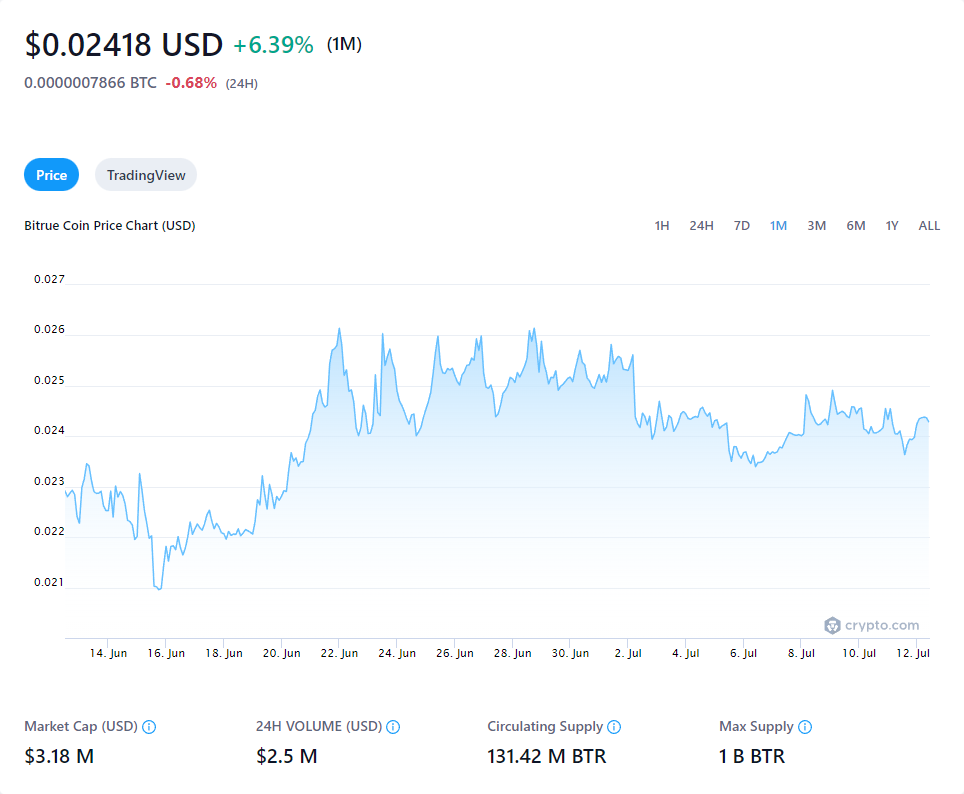 $0.02418 USD +6.39% (1M)
0.0000007866 BTC -0.68% (24H)
Price TradingView
Bitrue Coin Price Chart (USD) 1H 24H 7D 1M 3M 6M 1Y ALL
0.027
0.026
0.025
0.024
0.023
0.022
0.021
crypto.com
14. Jun 16. Jun 18. Jun 20. Jun 22. Jun 24. Jun 26. Jun 28. Jun 30. Jun 2. Jul 4. Jul 6. Jul 8. Jul 10. Jul 12. Jul
Market Cap (USD) 24H VOLUME (USD) Circulating Supply Max Supply
$3.18 M $2.5 M 131.42 M BTR 1 B BTR